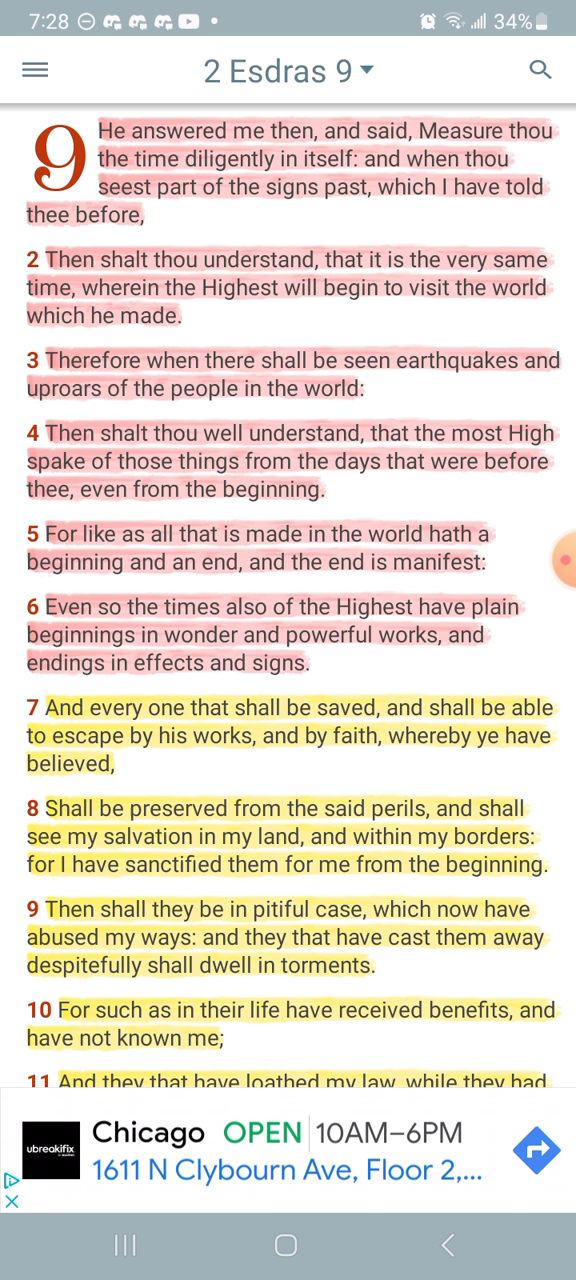 7:28 34%
2 Esdras 9
9 He answered me then, and said, Measure thou
the time diligently in itself: and when thou
seest part of the signs past, which I have told
thee before,
2 Then shalt thou understand, that it is the very same
time, wherein the Highest will begin to visit the world
which he made.
3 Therefore when there shall be seen earthquakes and
uproars of the people in the world:
4 Then shalt thou well understand, that the most High
spake of those things from the days that were before
thee, even from the beginning.
5 For like as all that is made in the world hath a
beginning and an end, and the end is manifest:
6 Even so the times also of the Highest have plain
beginnings in wonder and powerful works, and
endings in effects and signs.
7 And every one that shall be saved, and shall be able
to escape by his works, and by faith, whereby ye have
believed,
8 Shall be preserved from the said perils, and shall
see my salvation in my land, and within my borders:
for I have sanctified them for me from the beginning.
9 Then shall they be in pitiful case, which now have
abused my ways: and they that have cast them away
despitefully shall dwell in torments.
10 For such as in their life have received benefits, and
have not known me;
11 And they that have loathed my law, while they had
ubreakifix
Chicago OPEN 10AM–6PM
1611 N Clybourn Ave, Floor 2,...